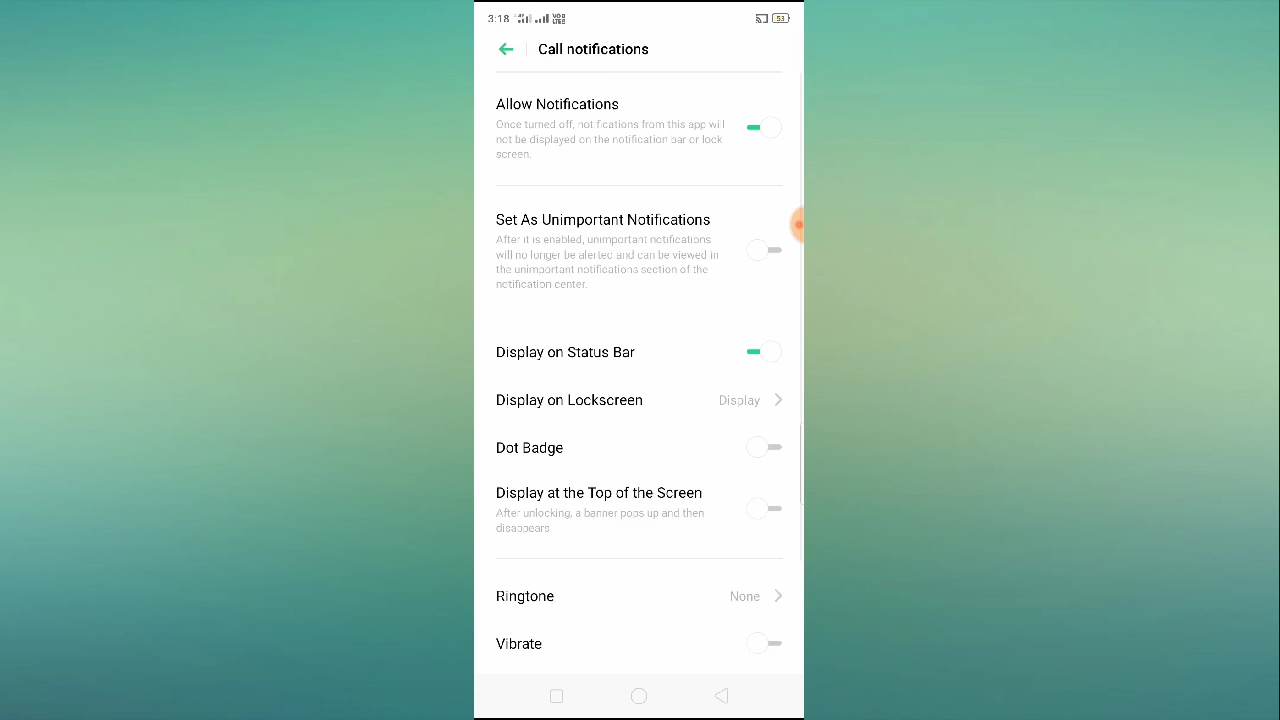 3:18
VoD LTE2
53
Call notifications
Allow Notifications
Once turned off, notifications from this app will
not be displayed on the notification bar or lock
screen.
Set As Unimportant Notifications
After it is enabled, unimportant notifications
will no longer be alerted and can be viewed in
the unimportant notifications section of the
notification center.
Display on Status Bar
Display on Lockscreen
Display
Dot Badge
Display at the Top of the Screen
After unlocking, a banner pops up and then
disappears.
Ringtone
None
Vibrate